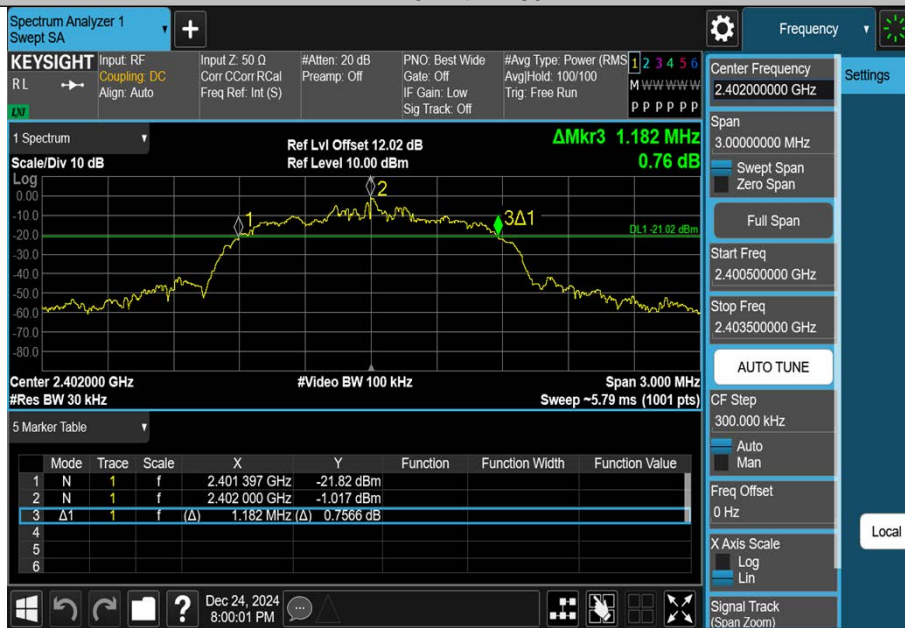 Spectrum Analyzer 1
Swept SA
+
Frequency
KEYSIGHT
RL
LXI
Input: RF
Coupling: DC
Align: Auto
Input Z: 50 Ω
Corr CCorr RCal
Freq Ref: Int (S)
#Atten: 20 dB
Preamp: Off
PNO: Best Wide
Gate: Off
IF Gain: Low
Sig Track: Off
#Avg Type: Power (RMS
Avg|Hold: 100/100
Trig: Free Run
1 2 3 4 5 6
M W W W W W
P P P P P P
Center Frequency
2.402000000 GHz
Settings
Span
3.00000000 MHz
Swept Span
Zero Span
Full Span
Start Freq
2.400500000 GHz
Stop Freq
2.403500000 GHz
AUTO TUNE
CF Step
300.000 kHz
Auto
Man
Freq Offset
0 Hz
X Axis Scale
Log
Lin
Signal Track
(Span Zoom)
Local
1 Spectrum
Scale/Div 10 dB
Ref Lvl Offset 12.02 dB
Ref Level 10.00 dBm
ΔMkr3 1.182 MHz
0.76 dB
Log
0.00
-10.0
-20.0
-30.0
-40.0
-50.0
-60.0
-70.0
-80.0
1
2
3Δ1
DL1 -21.02 dBm
Center 2.402000 GHz
#Video BW 100 kHz
Span 3.000 MHz
#Res BW 30 kHz
Sweep ~5.79 ms (1001 pts)
5 Marker Table
Mode Trace Scale X Y Function Function Width Function Value
1 N 1 f 2.401 397 GHz -21.82 dBm
2 N 1 f 2.402 000 GHz -1.017 dBm
3 Δ1 1 f (Δ) 1.182 MHz (Δ) 0.7566 dB
4
5
6
?
Dec 24, 2024
8:00:01 PM